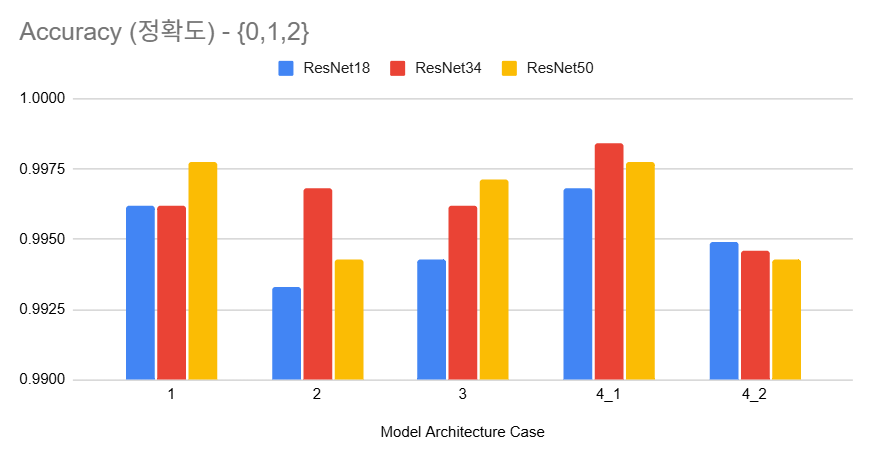 Accuracy (정확도) - {0,1,2}
ResNet18 ResNet34 ResNet50
1.0000
0.9975
0.9950
0.9925
0.9900
1 2 3 4_1 4_2
Model Architecture Case